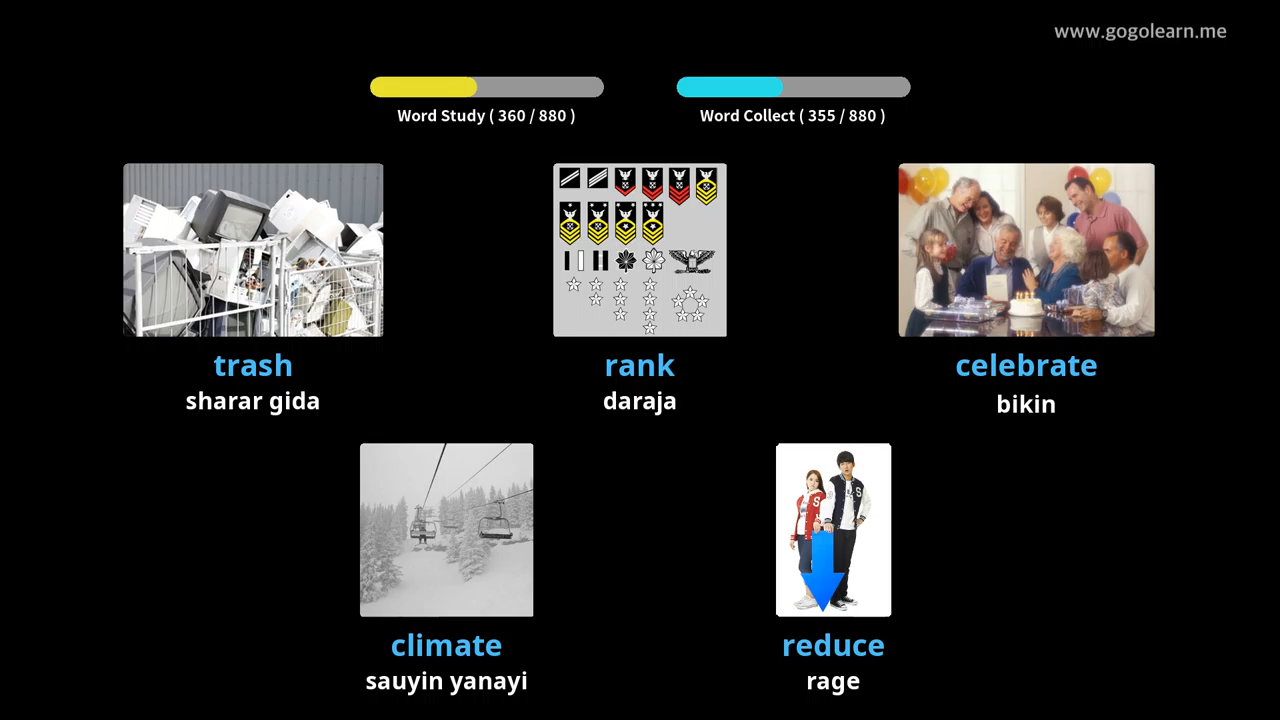 www.gogolearn.me
Word Study ( 360 / 880 )
Word Collect ( 355 / 880 )
trash
sharar gida
rank
daraja
celebrate
bikin
climate
sauyin yanayi
reduce
rage